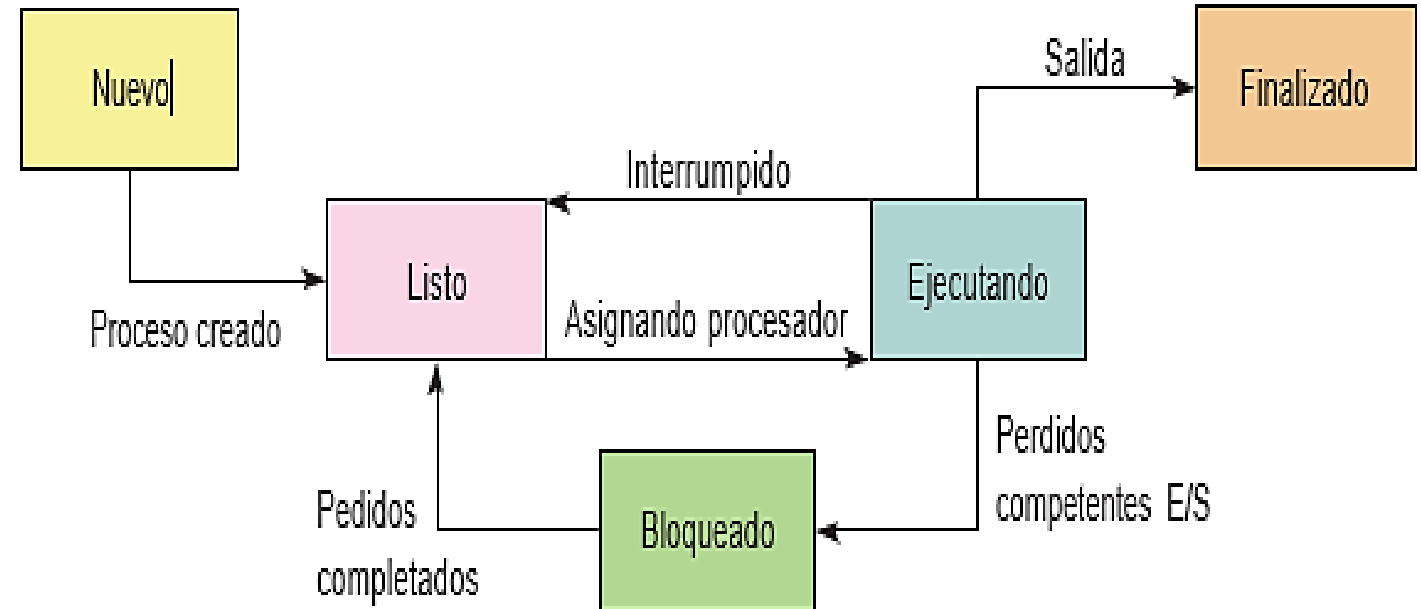 Nuevo
Salida
Finalizado
Interrumpido
Listo
Ejecutando
Proceso creado
Asignando procesador
Perdidos
competentes E/S
Pedidos
completados
Bloqueado